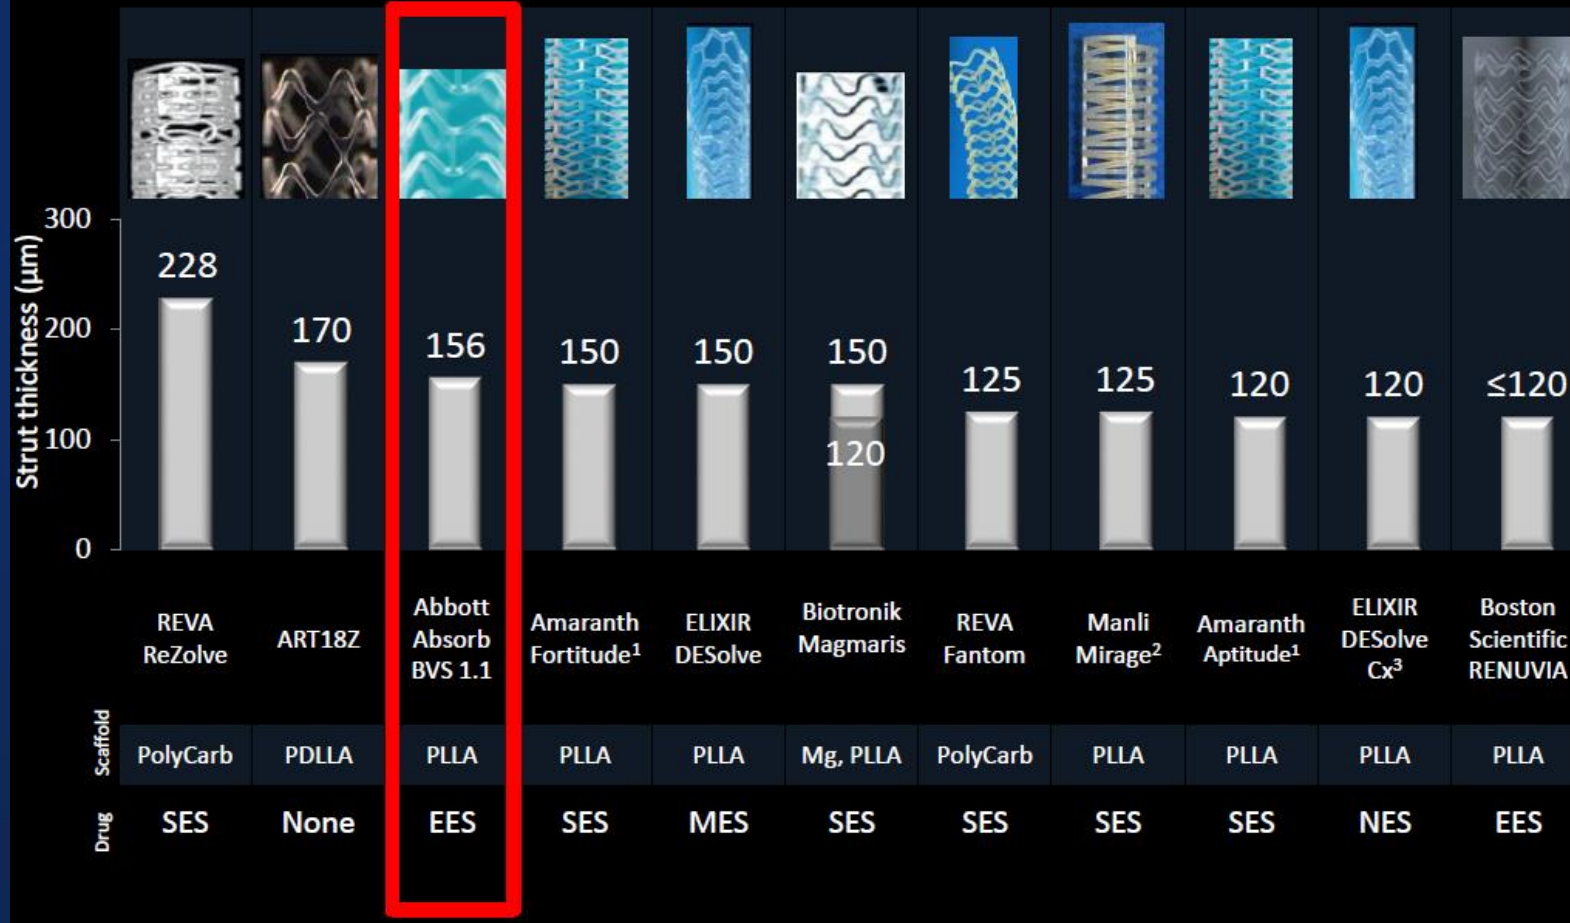 300
200
100
0
Strut thickness (µm)
228
170
156
150
150
150
120
125
125
120
120
≤120
REVA
ReZolve
ART18Z
Abbott
Absorb
BVS 1.1
Amaranth
Fortitude¹
ELIXIR
DESolve
Biotronik
Magmaris
REVA
Fantom
Manli
Mirage²
Amaranth
Aptitude¹
ELIXIR
DESolve
Cx³
Boston
Scientific
RENUVIA
Scaffold
PolyCarb
PDLLA
PLLA
PLLA
PLLA
Mg, PLLA
PolyCarb
PLLA
PLLA
PLLA
PLLA
Drug
SES
None
EES
SES
MES
SES
SES
SES
SES
NES
EES